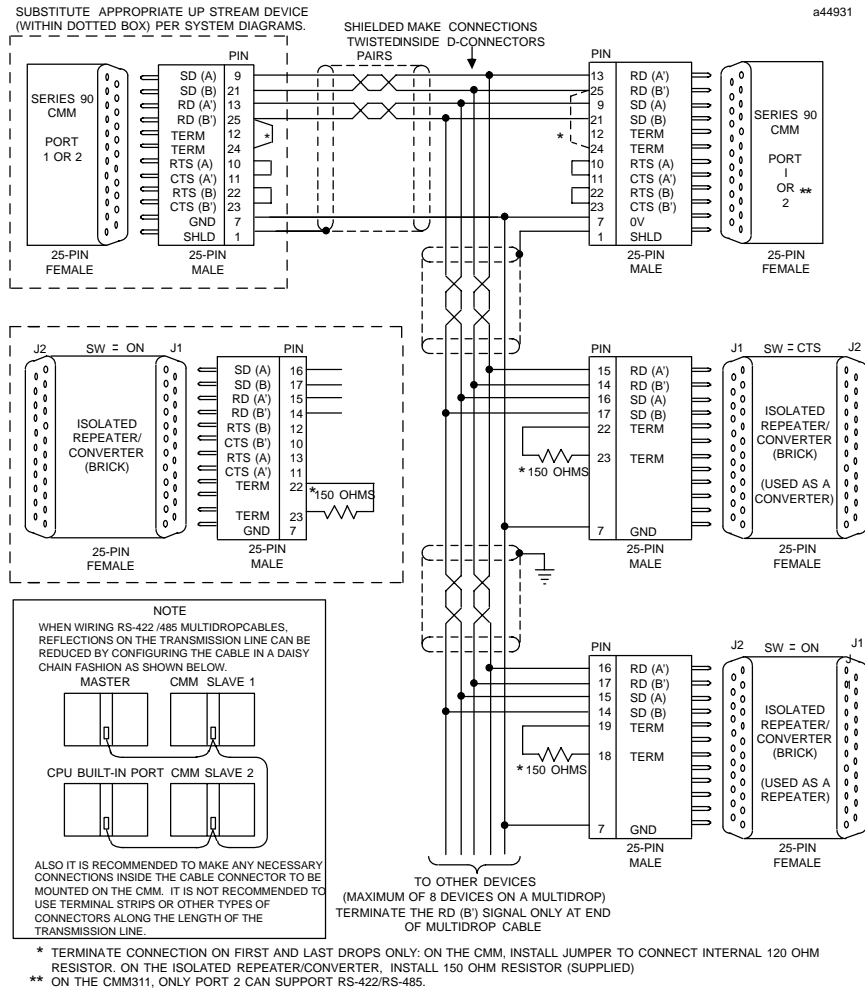 SUBSTITUTE APPROPRIATE UP STREAM DEVICE
(WITHIN DOTTED BOX) PER SYSTEM DIAGRAMS.
a44931
SHIELDED MAKE CONNECTIONS
TWISTEDINSIDE D-CONNECTORS
PAIRS
SERIES 90
CMM
PORT
1 OR 2
25-PIN
FEMALE
PIN
SD (A) 9
SD (B) 21
RD (A') 13
RD (B') 25
TERM 12
TERM 24
RTS (A) 10
CTS (A') 11
RTS (B) 22
CTS (B') 23
GND 7
SHLD 1
25-PIN
MALE
*
PIN
13 RD (A')
25 RD (B')
9 SD (A)
21 SD (B)
12 TERM
24 TERM
10 RTS (A)
11 CTS (A')
22 RTS (B)
23 CTS (B')
7 0V
1 SHLD
25-PIN
MALE
*
SERIES 90
CMM
PORT
I
OR **
2
25-PIN
FEMALE
J2 SW = ON J1
ISOLATED
REPEATER/
CONVERTER
(BRICK)
25-PIN
FEMALE
PIN
SD (A) 16
SD (B) 17
RD (A') 15
RD (B') 14
RTS (B) 12
CTS (B') 10
RTS (A) 13
CTS (A') 11
TERM 22
*150 OHMS
TERM 23
GND 7
25-PIN
MALE
PIN
15 RD (A')
14 RD (B')
16 SD (A)
17 SD (B)
22 TERM
23 TERM
*150 OHMS
7 GND
25-PIN
MALE
J1 SW = CTS J2
ISOLATED
REPEATER/
CONVERTER
(BRICK)
(USED AS A
CONVERTER)
25-PIN
FEMALE
PIN
16 RD (A')
17 RD (B')
15 SD (A)
14 SD (B)
19 TERM
18 TERM
*150 OHMS
7 GND
25-PIN
MALE
J2 SW = ON J1
J
1
ISOLATED
REPEATER/
CONVERTER
(BRICK)
(USED AS A
REPEATER)
25-PIN
FEMALE
NOTE
WHEN WIRING RS-422 /485 MULTIDROPCABLES,
REFLECTIONS ON THE TRANSMISSION LINE CAN BE
REDUCED BY CONFIGURING THE CABLE IN A DAISY
CHAIN FASHION AS SHOWN BELOW.
MASTER CMM SLAVE 1
CPU BUILT-IN PORT CMM SLAVE 2
ALSO IT IS RECOMMENDED TO MAKE ANY NECESSARY
CONNECTIONS INSIDE THE CABLE CONNECTOR TO BE
MOUNTED ON THE CMM. IT IS NOT RECOMMENDED TO
USE TERMINAL STRIPS OR OTHER TYPES OF
CONNECTORS ALONG THE LENGTH OF THE
TRANSMISSION LINE.
TO OTHER DEVICES
(MAXIMUM OF 8 DEVICES ON A MULTIDROP)
TERMINATE THE RD (B') SIGNAL ONLY AT END
OF MULTIDROP CABLE
* TERMINATE CONNECTION ON FIRST AND LAST DROPS ONLY: ON THE CMM, INSTALL JUMPER TO CONNECT INTERNAL 120 OHM
RESISTOR. ON THE ISOLATED REPEATER/CONVERTER, INSTALL 150 OHM RESISTOR (SUPPLIED)
** ON THE CMM311, ONLY PORT 2 CAN SUPPORT RS-422/RS-485.